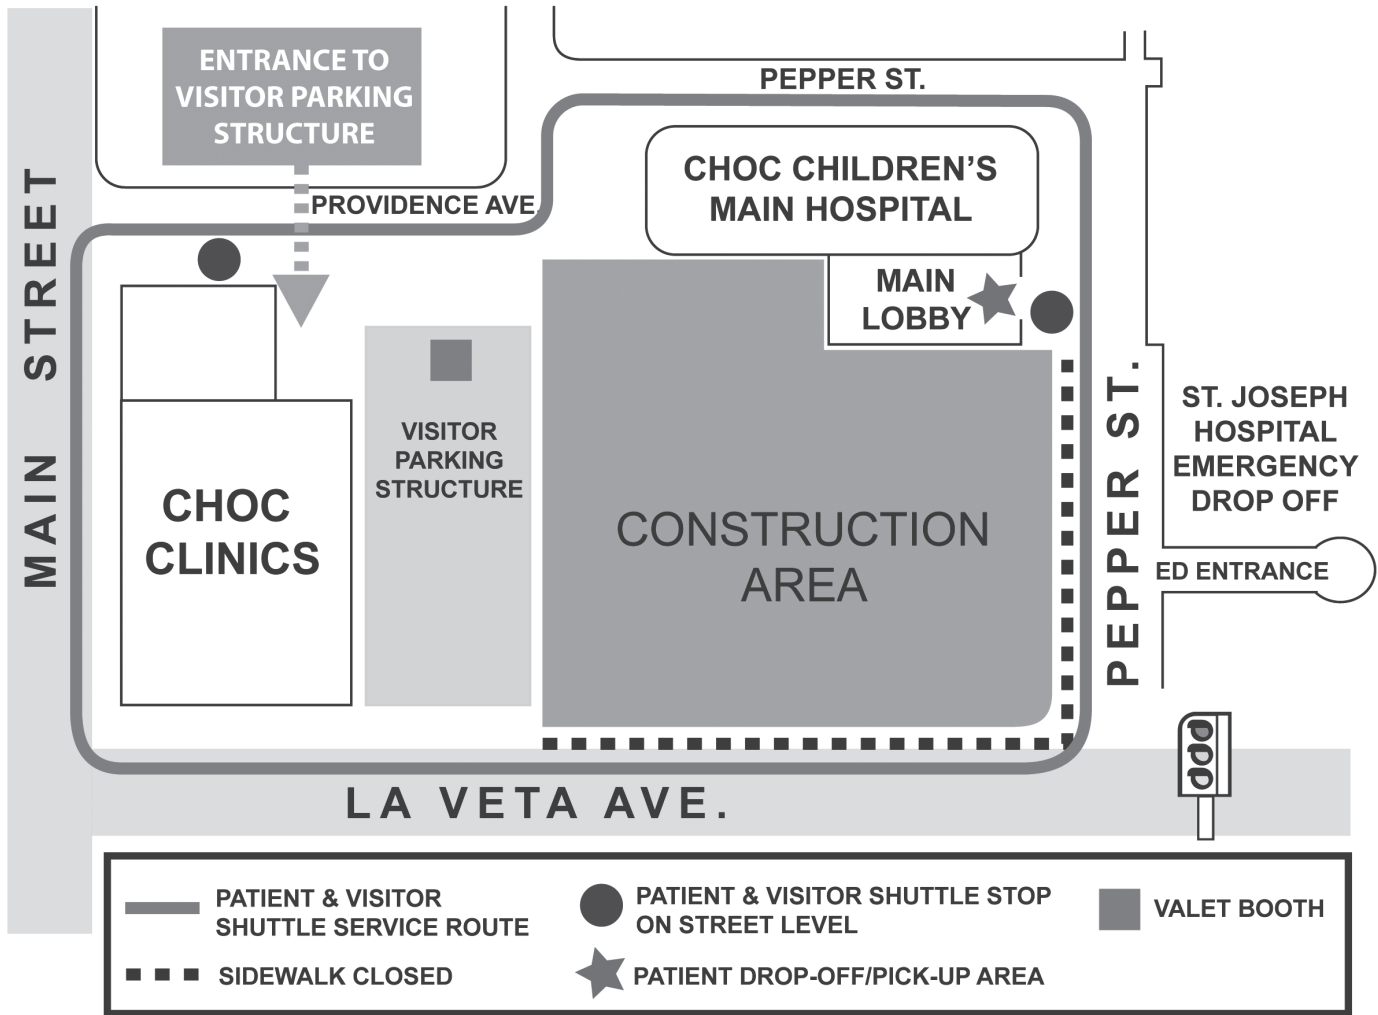 ENTRANCE TO
VISITOR PARKING
STRUCTURE
PEPPER ST.
PROVIDENCE AVE.
CHOC CHILDREN’S
MAIN HOSPITAL
MAIN
LOBBY
MAIN STREET
VISITOR
PARKING
STRUCTURE
CHOC
CLINICS
CONSTRUCTION
AREA
PEPPER ST.
ST. JOSEPH
HOSPITAL
EMERGENCY
DROP OFF
ED ENTRANCE
LA VETA AVE.
PATIENT & VISITOR
SHUTTLE SERVICE ROUTE
SIDEWALK CLOSED
PATIENT & VISITOR SHUTTLE STOP
ON STREET LEVEL
PATIENT DROP-OFF/PICK-UP AREA
VALET BOOTH